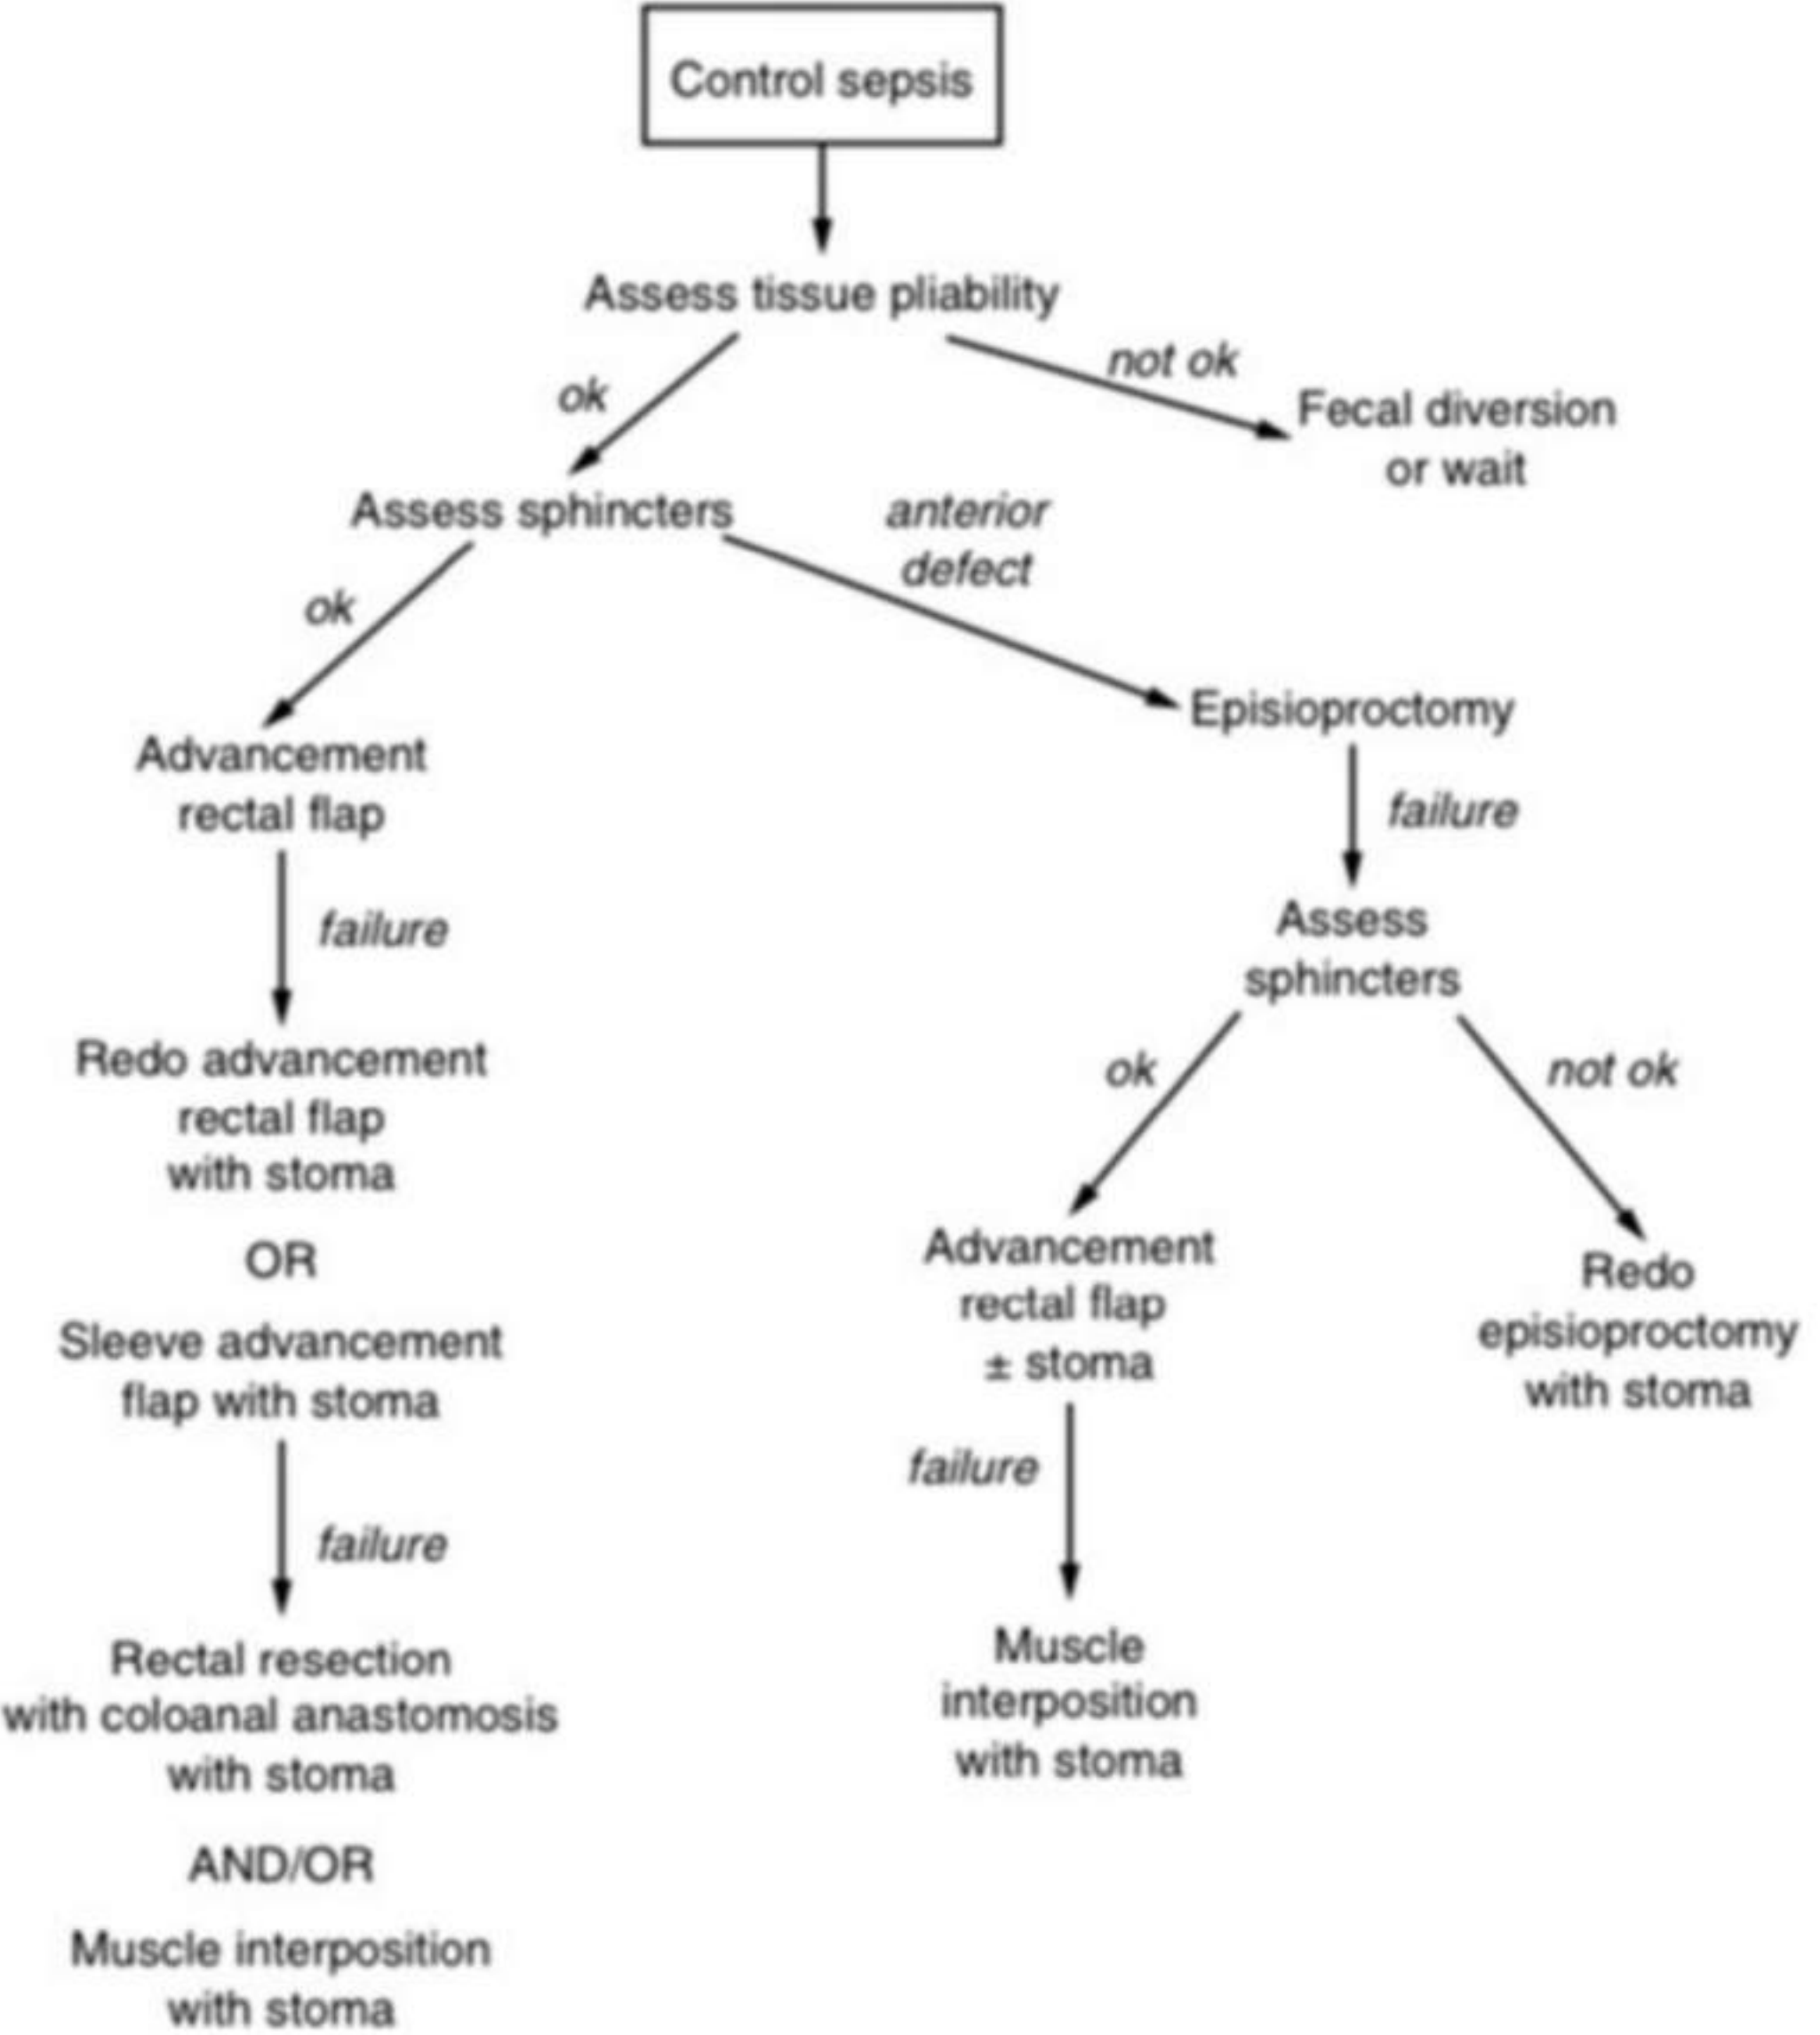 Control sepsis
Assess tissue pliability
ok
not ok
Fecal diversion
or wait
Assess sphincters
anterior
defect
ok
Episioproctomy
Advancement
rectal flap
failure
failure
Assess
sphincters
Redo advancement
rectal flap
with stoma
ok
not ok
OR
Sleeve advancement
flap with stoma
Advancement
rectal flap
± stoma
Redo
episioproctomy
with stoma
failure
failure
Rectal resection
with coloanal anastomosis
with stoma
Muscle
interposition
with stoma
AND/OR
Muscle interposition
with stoma